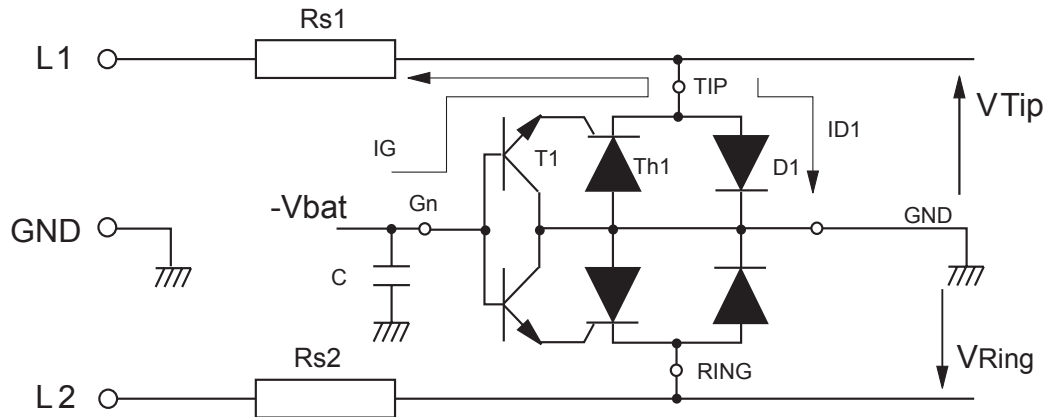 L1
Rs1
TIP
VTip
IG
T1
Th1
D1
ID1
-Vbat
Gn
GND
GND
C
Rs2
RING
VRing
L2